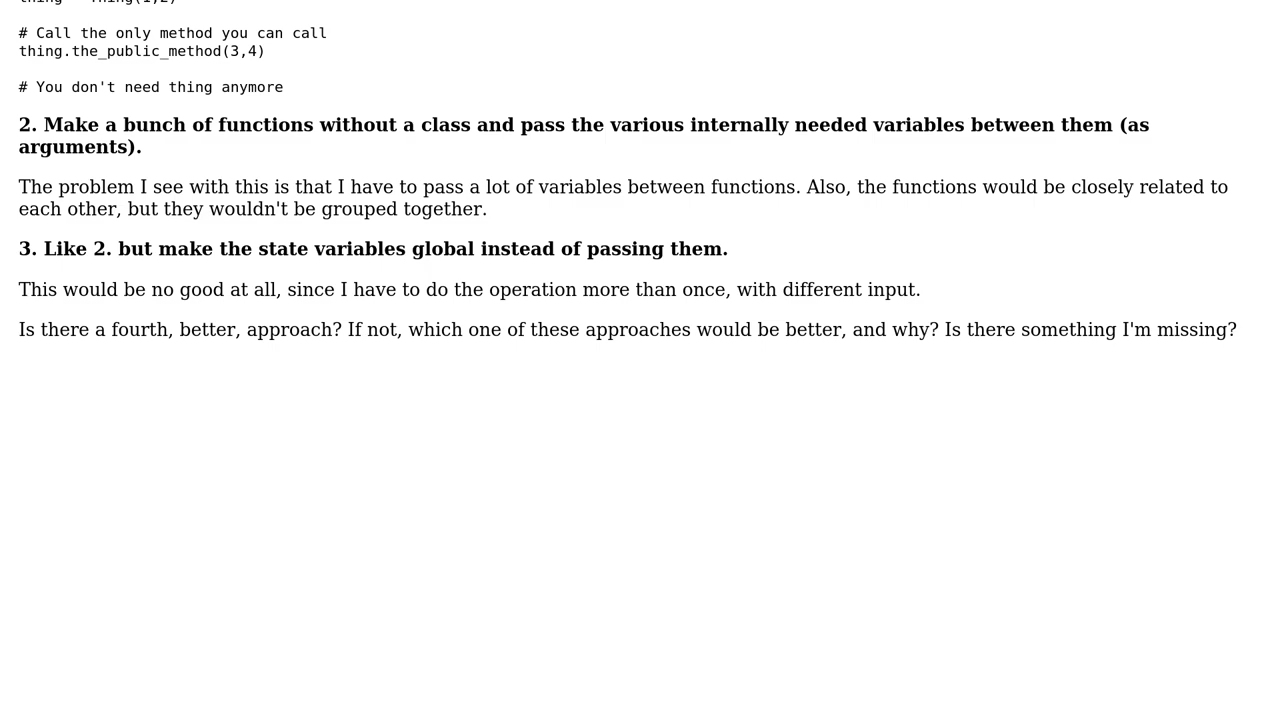 thing = Thing(1,2)
# Call the only method you can call
thing.the_public_method(3,4)
# You don't need thing anymore
2. Make a bunch of functions without a class and pass the various internally needed variables between them (as
arguments).
The problem I see with this is that I have to pass a lot of variables between functions. Also, the functions would be closely related to
each other, but they wouldn't be grouped together.
3. Like 2. but make the state variables global instead of passing them.
This would be no good at all, since I have to do the operation more than once, with different input.
Is there a fourth, better, approach? If not, which one of these approaches would be better, and why? Is there something I'm missing?